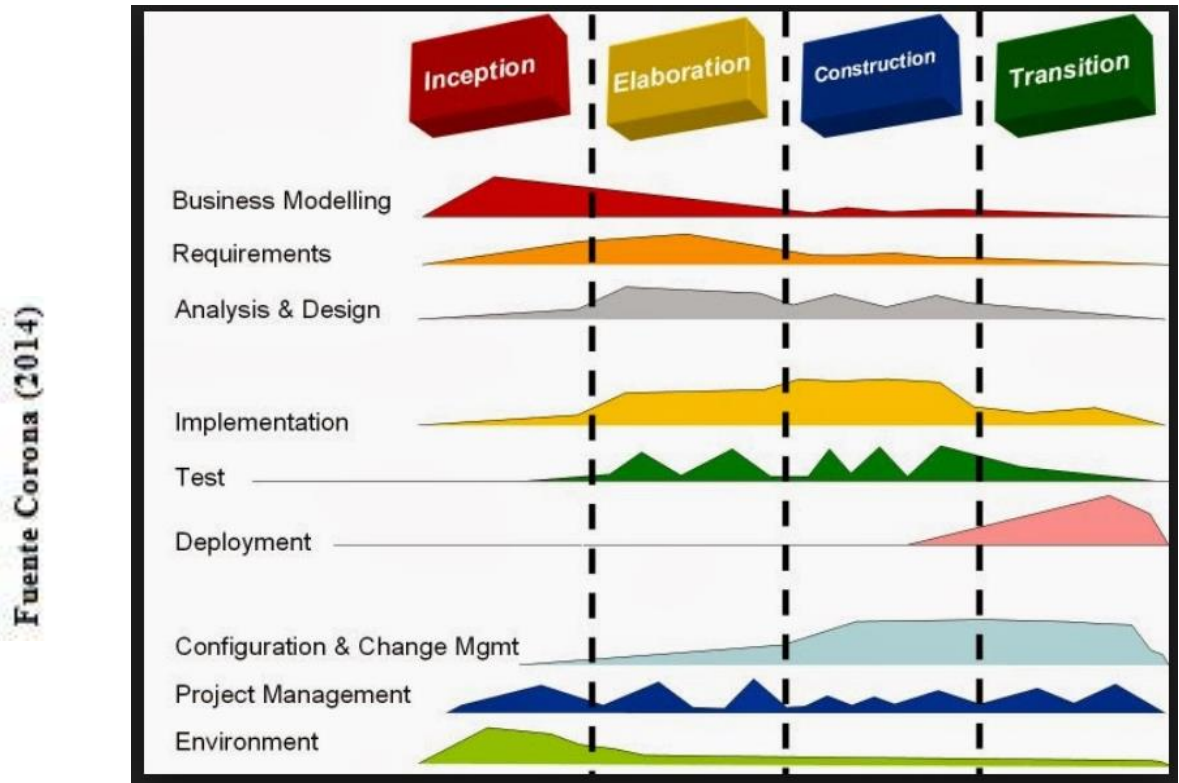 Fuente Corona (2014)
Inception
Elaboration
Construction
Transition
Business Modelling
Requirements
Analysis & Design
Implementation
Test
Deployment
Configuration & Change Mgmt
Project Management
Environment